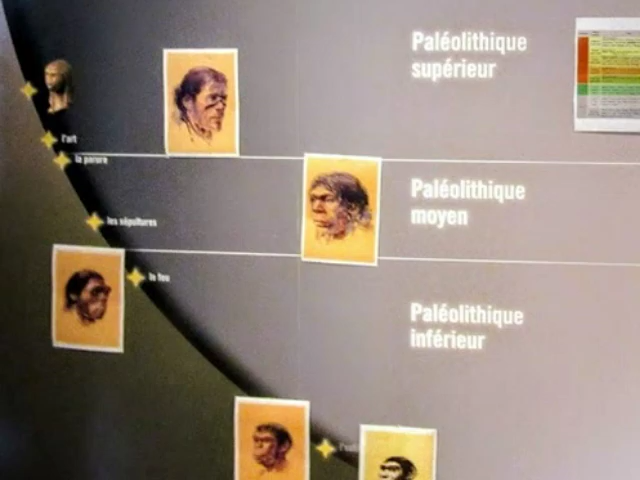 Paléolithique
supérieur
l'art
la parure
Paléolithique
moyen
les sépultures
le feu
Paléolithique
inférieur